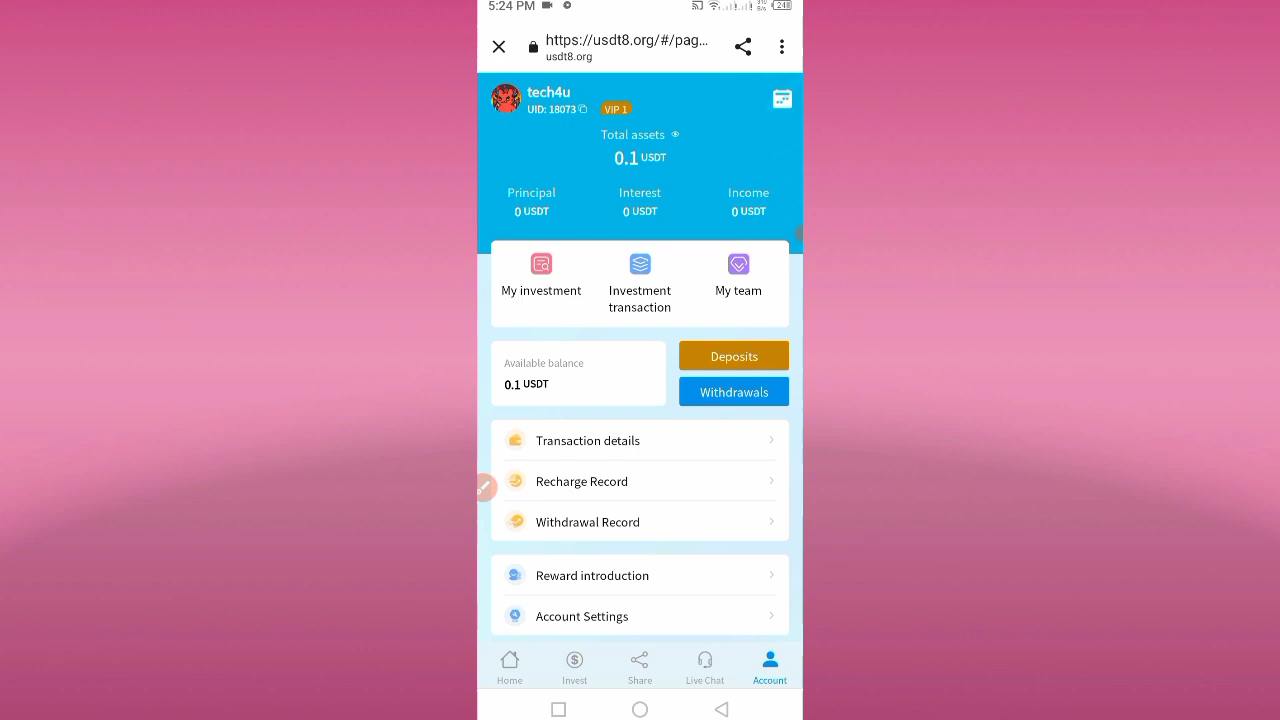 5:24 PM
310
B/s
24
https://usdt8.org/#/pag...
usdt8.org
tech4u
UID: 18073
VIP 1
Total assets
0.1 USDT
Principal
Interest
Income
0 USDT
0 USDT
0 USDT
My investment
Investment
transaction
My team
Available balance
0.1 USDT
Deposits
Withdrawals
Transaction details
Recharge Record
Withdrawal Record
Reward introduction
Account Settings
Home
Invest
Share
Live Chat
Account